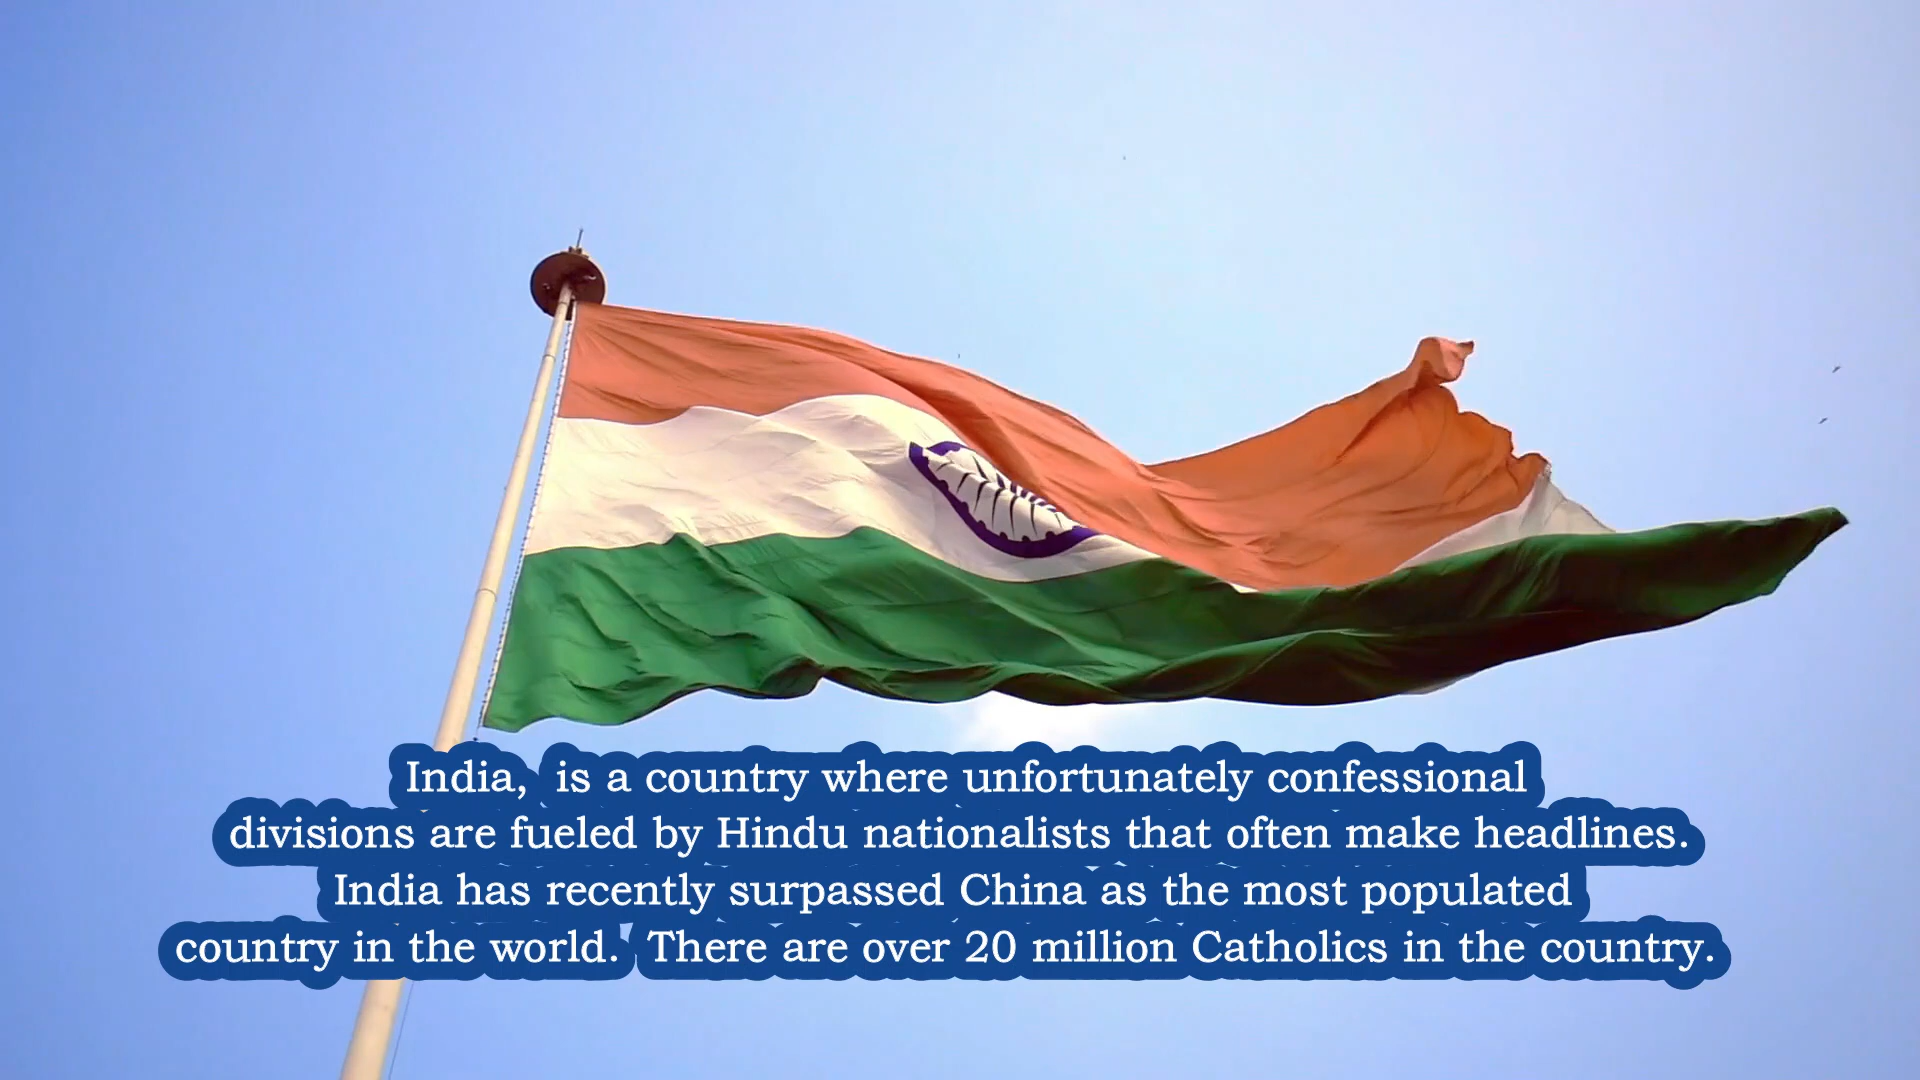 India,  is a country where unfortunately confessional
divisions are fueled by Hindu nationalists that often make headlines.
India has recently surpassed China as the most populated
country in the world.  There are over 20 million Catholics in the country.